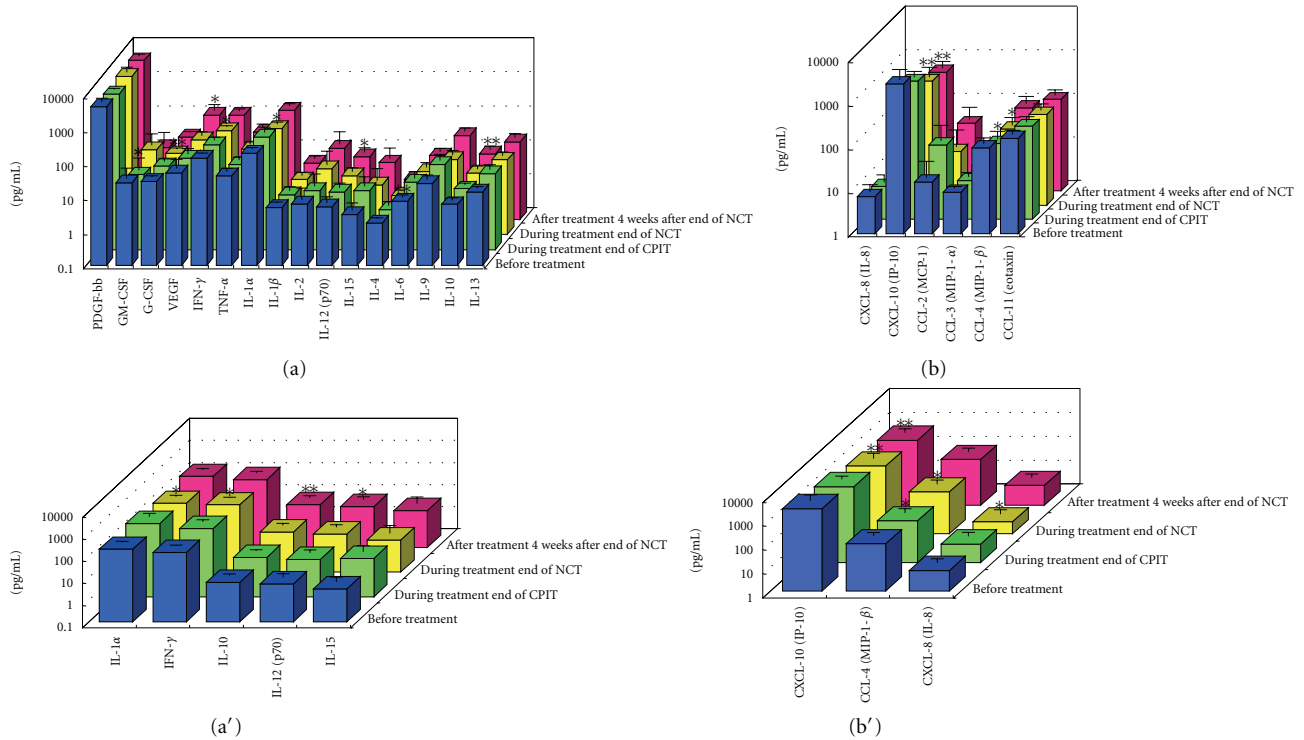 10000
1000
100
10
1
0.1
(pg/mL)
PDGF-bb
GM-CSF
G-CSF
VEGF
IFN-γ
TNF-α
IL-1α
IL-1β
IL-2
IL-12 (p70)
IL-15
IL-4
IL-6
IL-9
IL-10
IL-13
After treatment 4 weeks after end of NCT
During treatment end of NCT
During treatment end of CPIT
Before treatment
*
*
**
*
*
*
**
**
(a)
10000
1000
100
10
1
(pg/mL)
CXCL-8 (IL-8)
CXCL-10 (IP-10)
CCL-2 (MCP-1)
CCL-3 (MIP-1-α)
CCL-4 (MIP-1-β)
CCL-11 (eotaxin)
After treatment 4 weeks after end of NCT
During treatment end of NCT
During treatment end of CPIT
Before treatment
**
**
*
*
(b)
10000
1000
100
10
1
0.1
(pg/mL)
IL-1α
IFN-γ
IL-10
IL-12 (p70)
IL-15
After treatment 4 weeks after end of NCT
During treatment end of NCT
During treatment end of CPIT
Before treatment
*
*
**
*
(a′)
10000
1000
100
10
1
(pg/mL)
CXCL-10 (IP-10)
CCL-4 (MIP-1-β)
CXCL-8 (IL-8)
After treatment 4 weeks after end of NCT
During treatment end of NCT
During treatment end of CPIT
Before treatment
**
**
*
*
*
(b′)